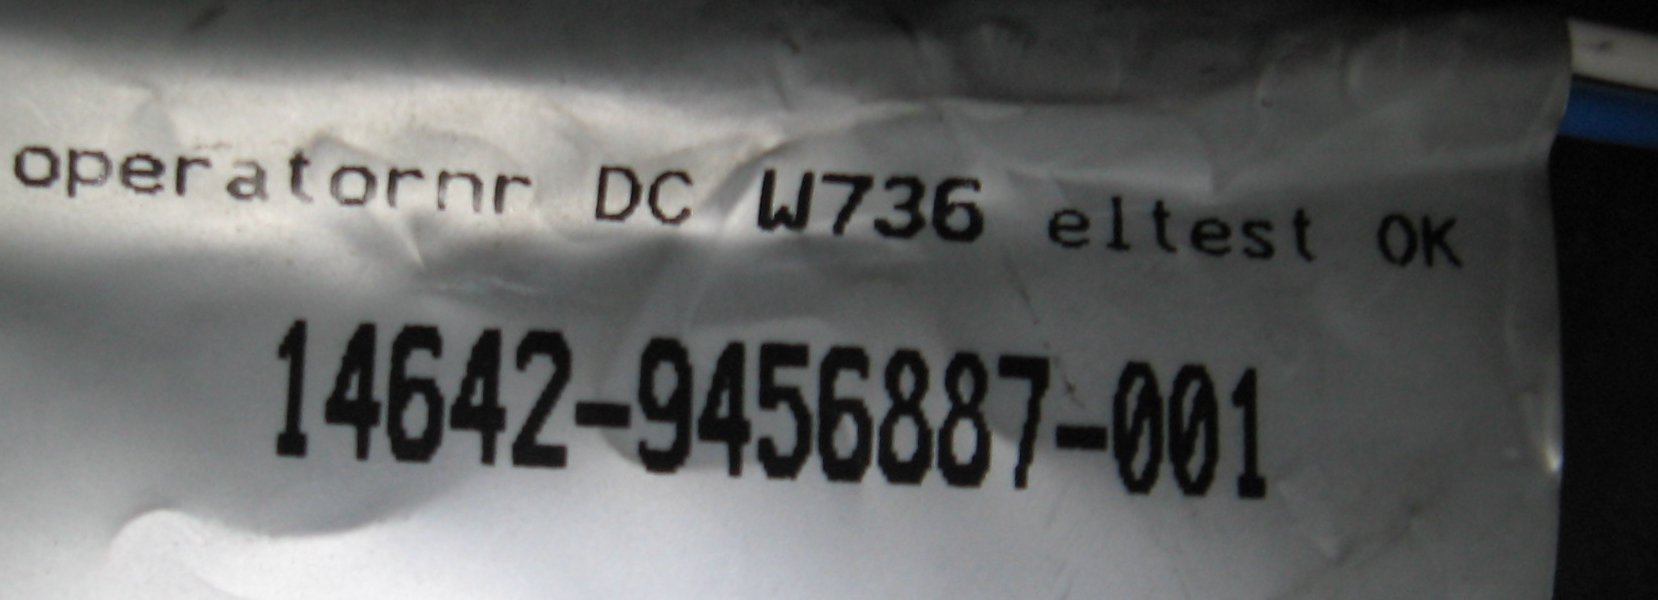 operatornr DC W736 eltest OK
14642-9456887-001